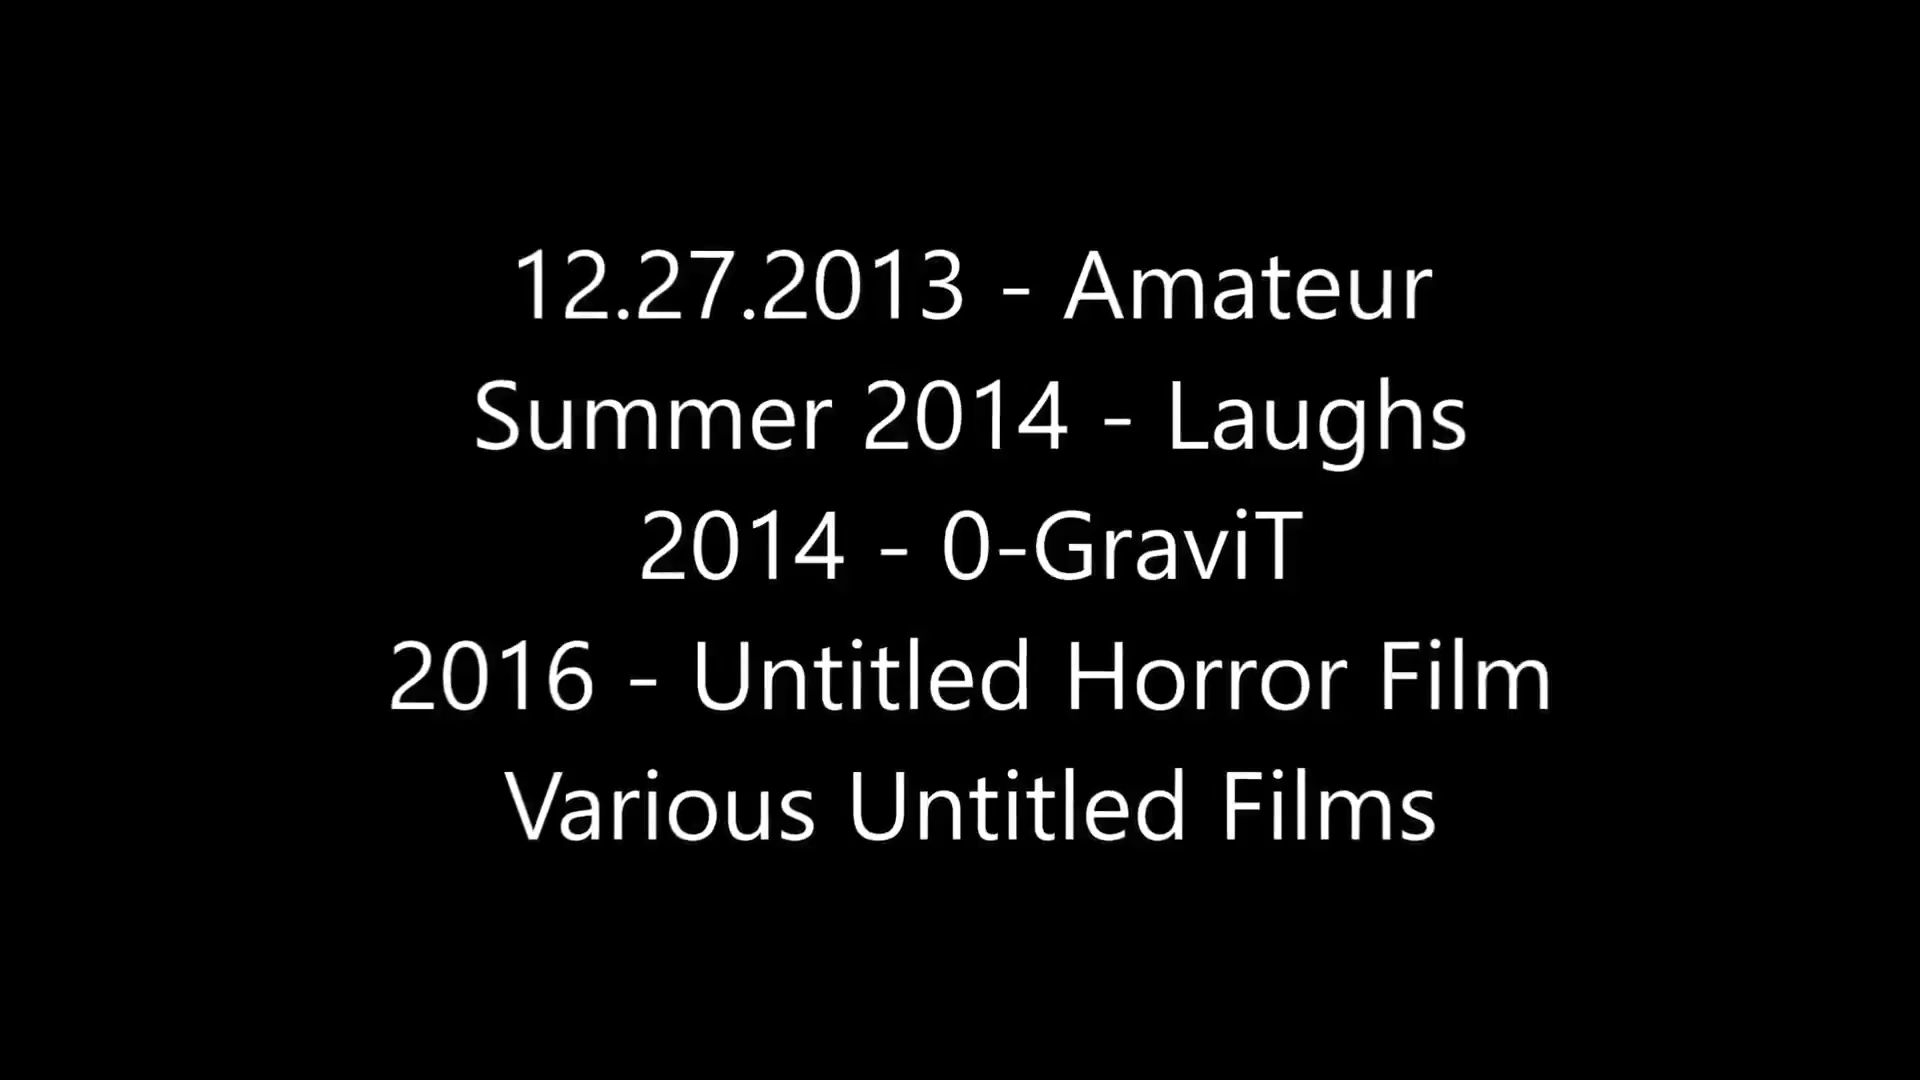 12.27.2013 - Amateur
Summer 2014 - Laughs
2014 - 0-GraviT
2016 - Untitled Horror Film
Various Untitled Films